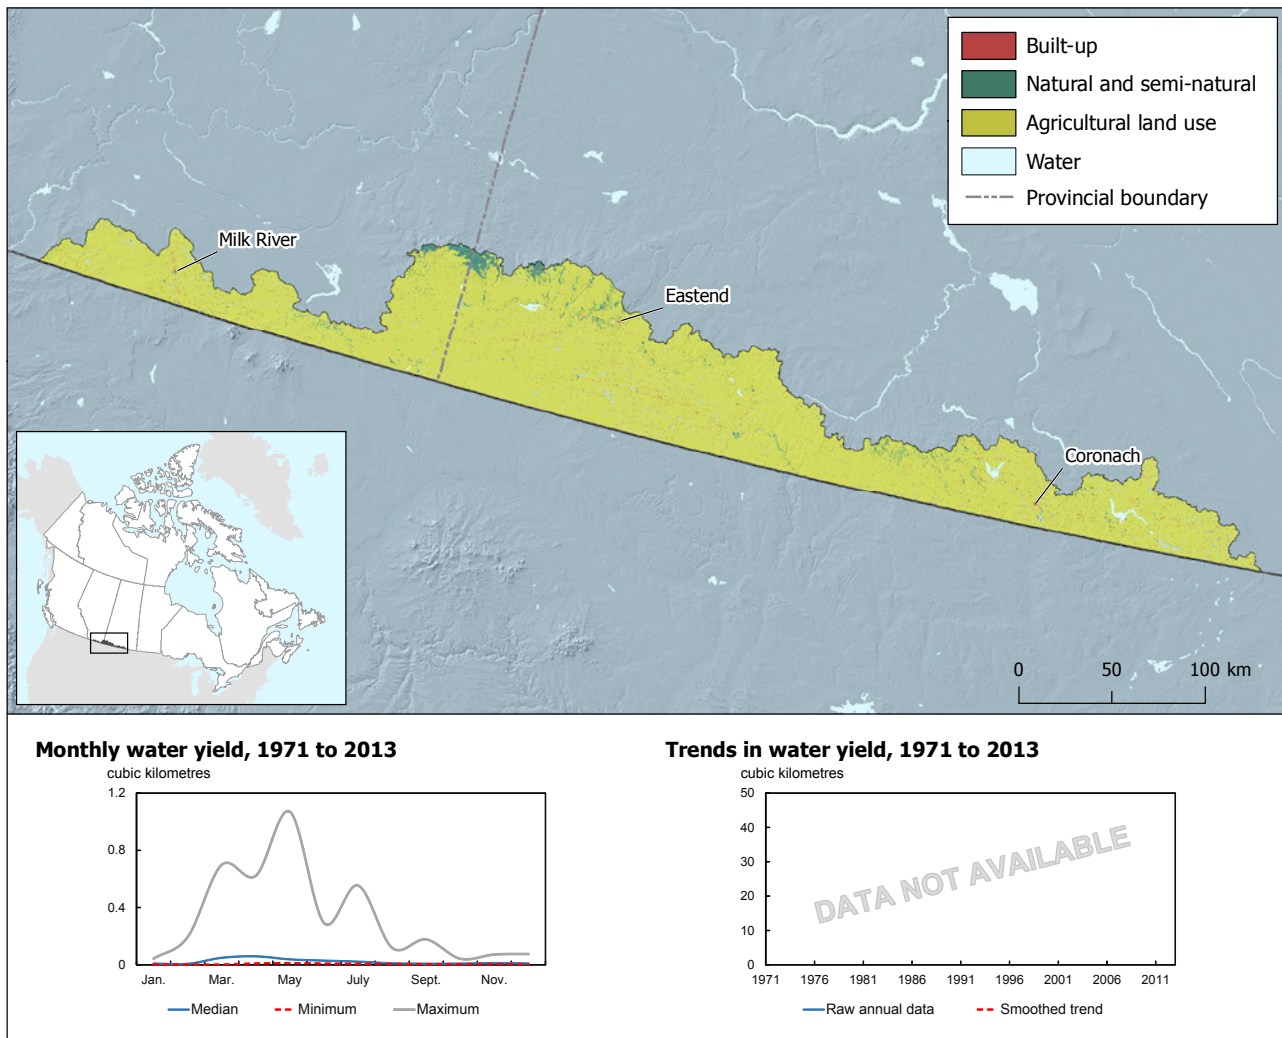 Built-up
Natural and semi-natural
Agricultural land use
Water
Provincial boundary
Milk River
Eastend
Coronach
0 50 100 km
Monthly water yield, 1971 to 2013
cubic kilometres
1.2
0.8
0.4
0
Jan. Mar. May July Sept. Nov.
Median Minimum Maximum
Trends in water yield, 1971 to 2013
cubic kilometres
50
40
30
20
10
0
DATA NOT AVAILABLE
1971 1976 1981 1986 1991 1996 2001 2006 2011
Raw annual data Smoothed trend